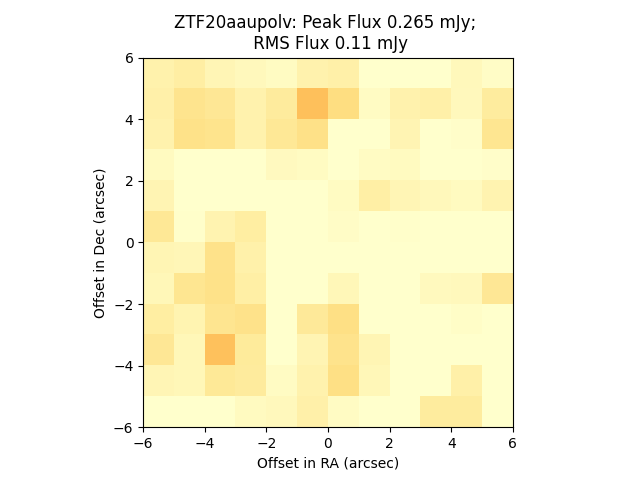 ZTF20aaupolv: Peak Flux 0.265 mJy;
RMS Flux 0.11 mJy
6
4
2
0
−2
−4
−6
Offset in Dec (arcsec)
−6 −4 −2 0 2 4 6
Offset in RA (arcsec)